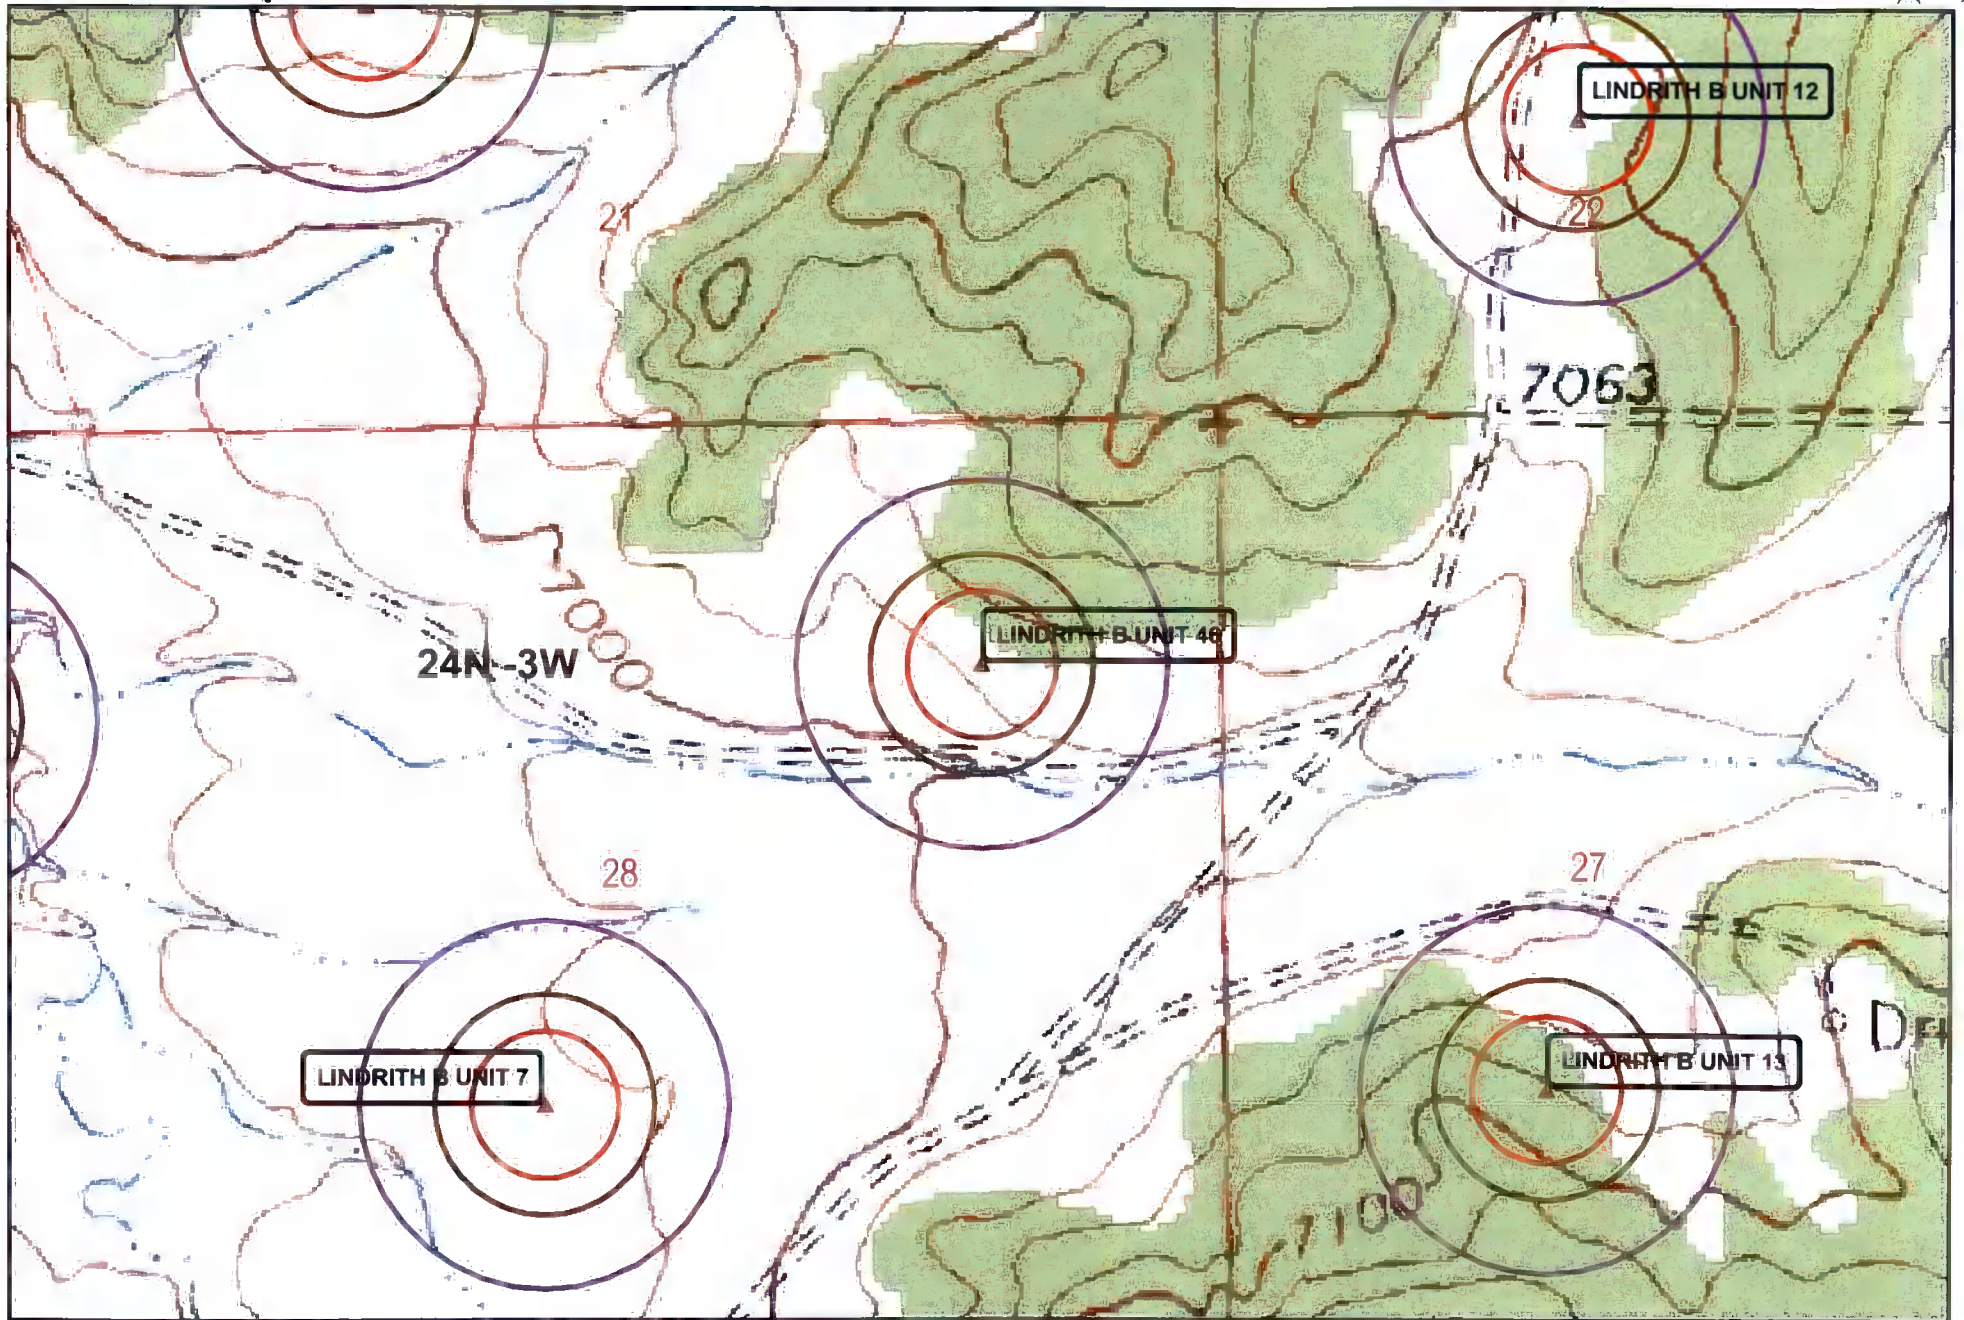 LINDRITH B UNIT 12
21
22
7063
7000
LINDRITH B UNIT 46
24N-3W
28
27
LINDRITH B UNIT 7
LINDRITH B UNIT 13
7100